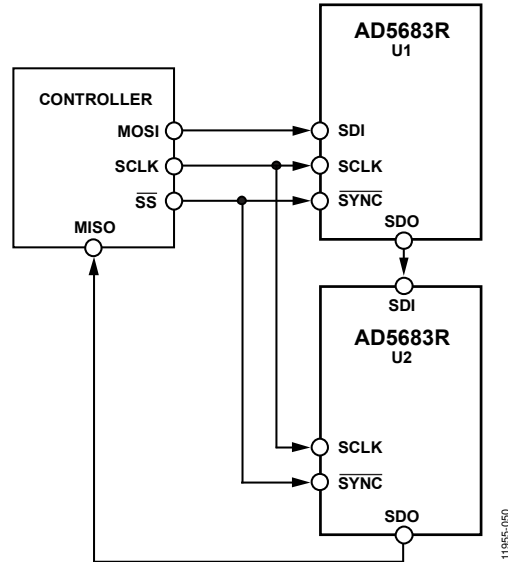 AD5683R
U1
CONTROLLER
MOSI
SCLK
SS
MISO
SDI
SCLK
SYNC
SDO
SDI
AD5683R
U2
SCLK
SYNC
SDO
11955-050